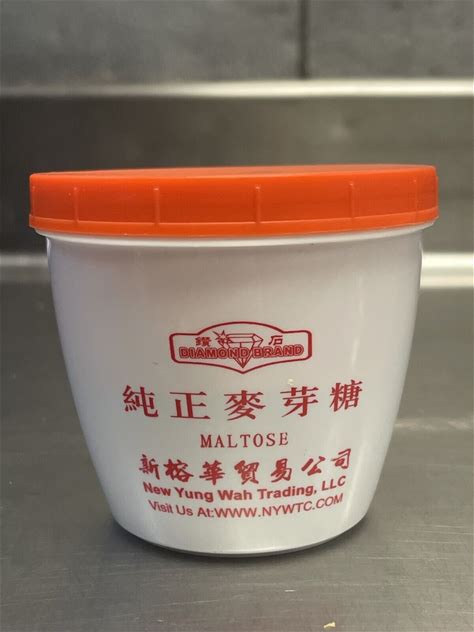 鑽石
DIAMOND BRAND
純正麥芽糖
MALTOSE
新榕華貿易公司
New Yung Wah Trading, LLC
Visit Us At:WWW.NYWTC.COM